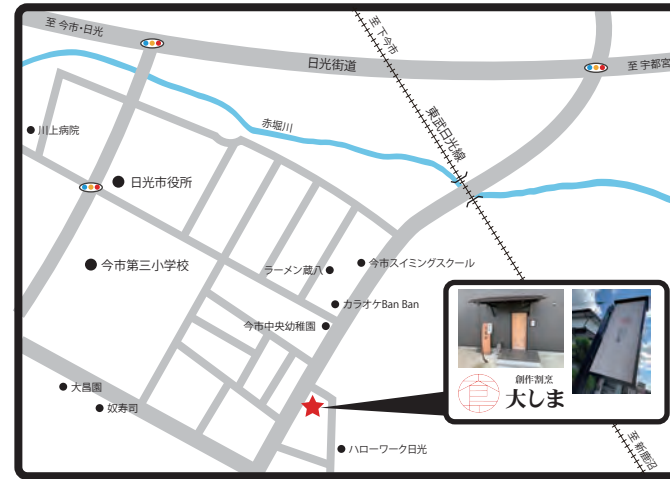 至 今市・日光
日光街道
至 下今市
至 宇都宮
川上病院
赤堀川
東武日光線
日光市役所
今市第三小学校
ラーメン蔵八
今市スイミングスクール
カラオケBan Ban
今市中央幼稚園
大昌園
奴寿司
創作割烹
大しま
ハローワーク日光
至 新鹿沼